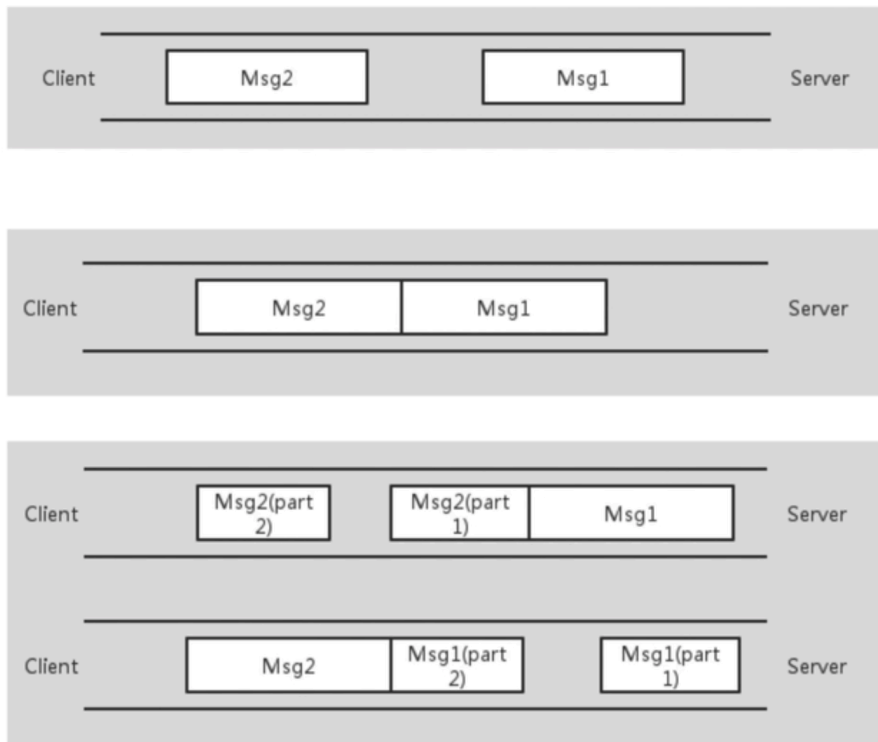 Client
Msg2
Msg1
Server
Client
Msg2
Msg1
Server
Client
Msg2(part
2)
Msg2(part
1)
Msg1
Server
Client
Msg2
Msg1(part
2)
Msg1(part
1)
Server